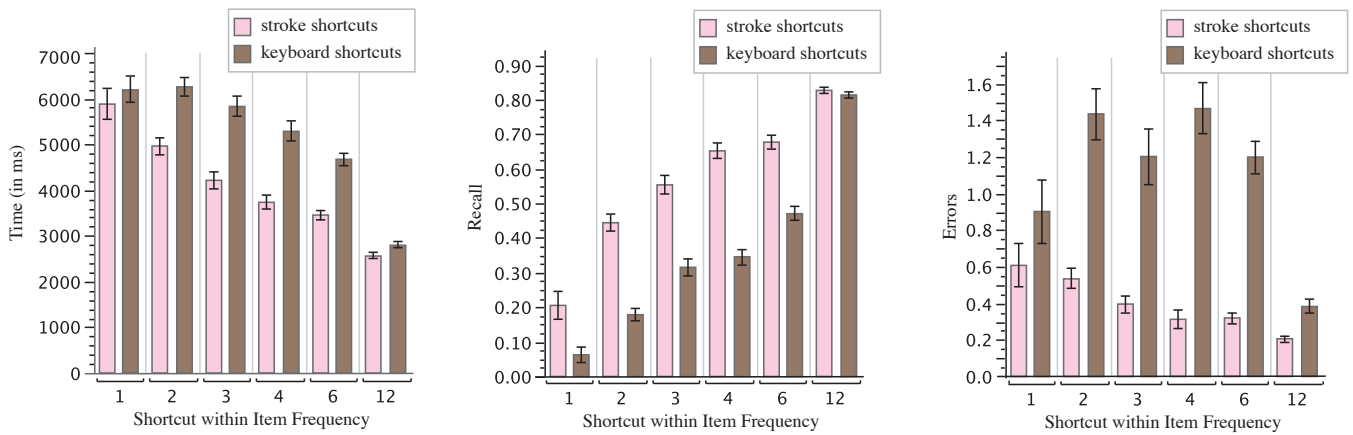 stroke shortcuts
keyboard shortcuts
7000
6000
5000
4000
3000
2000
1000
0
Time (in ms)
1 2 3 4 6 12
Shortcut within Item Frequency
stroke shortcuts
keyboard shortcuts
0.90
0.80
0.70
0.60
0.50
0.40
0.30
0.20
0.10
0.00
Recall
1 2 3 4 6 12
Shortcut within Item Frequency
stroke shortcuts
keyboard shortcuts
1.6
1.4
1.2
1.0
0.8
0.6
0.4
0.2
0.0
Errors
1 2 3 4 6 12
Shortcut within Item Frequency